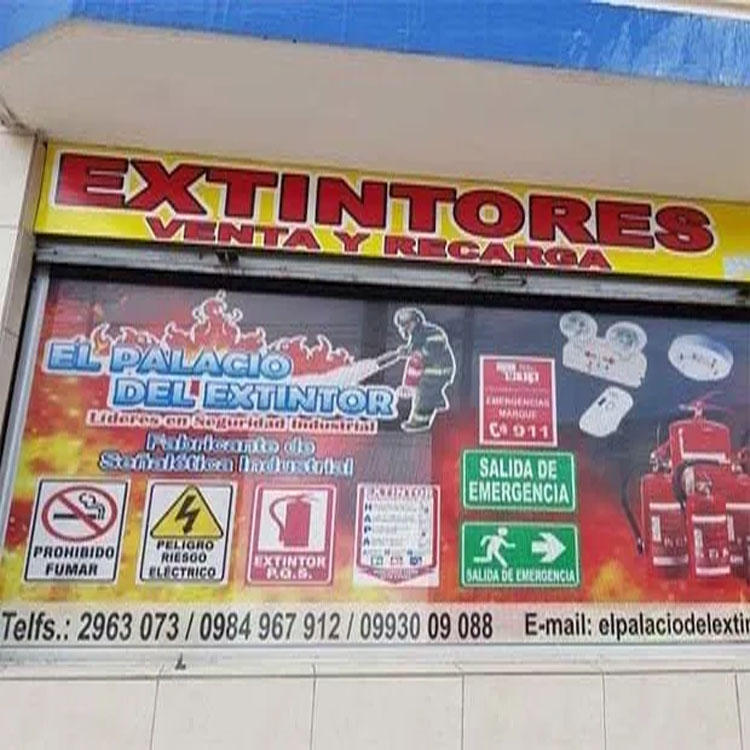 EXTINTORES
VENTA Y RECARGA
EL PALACIO
DEL EXTINTOR
Líderes en Seguridad Industrial
Fabricante de
Señalética Industrial
EMERGENCIAS
MARQUE
911
SALIDA DE
EMERGENCIA
SALIDA DE EMERGENCIA
PROHIBIDO
FUMAR
PELIGRO
RIESGO
ELÉCTRICO
EXTINTOR
P.Q.S.
EXTINTOR
Telfs.: 2963 073 / 0984 967 912 / 09930 09 088
E-mail: elpalaciodelextin